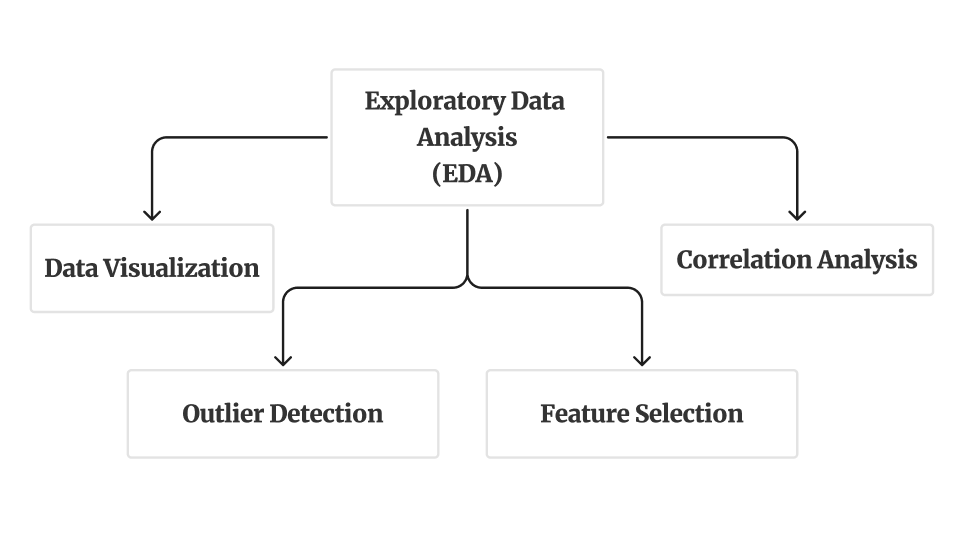 Exploratory Data
Analysis
(EDA)
Data Visualization
Correlation Analysis
Outlier Detection
Feature Selection